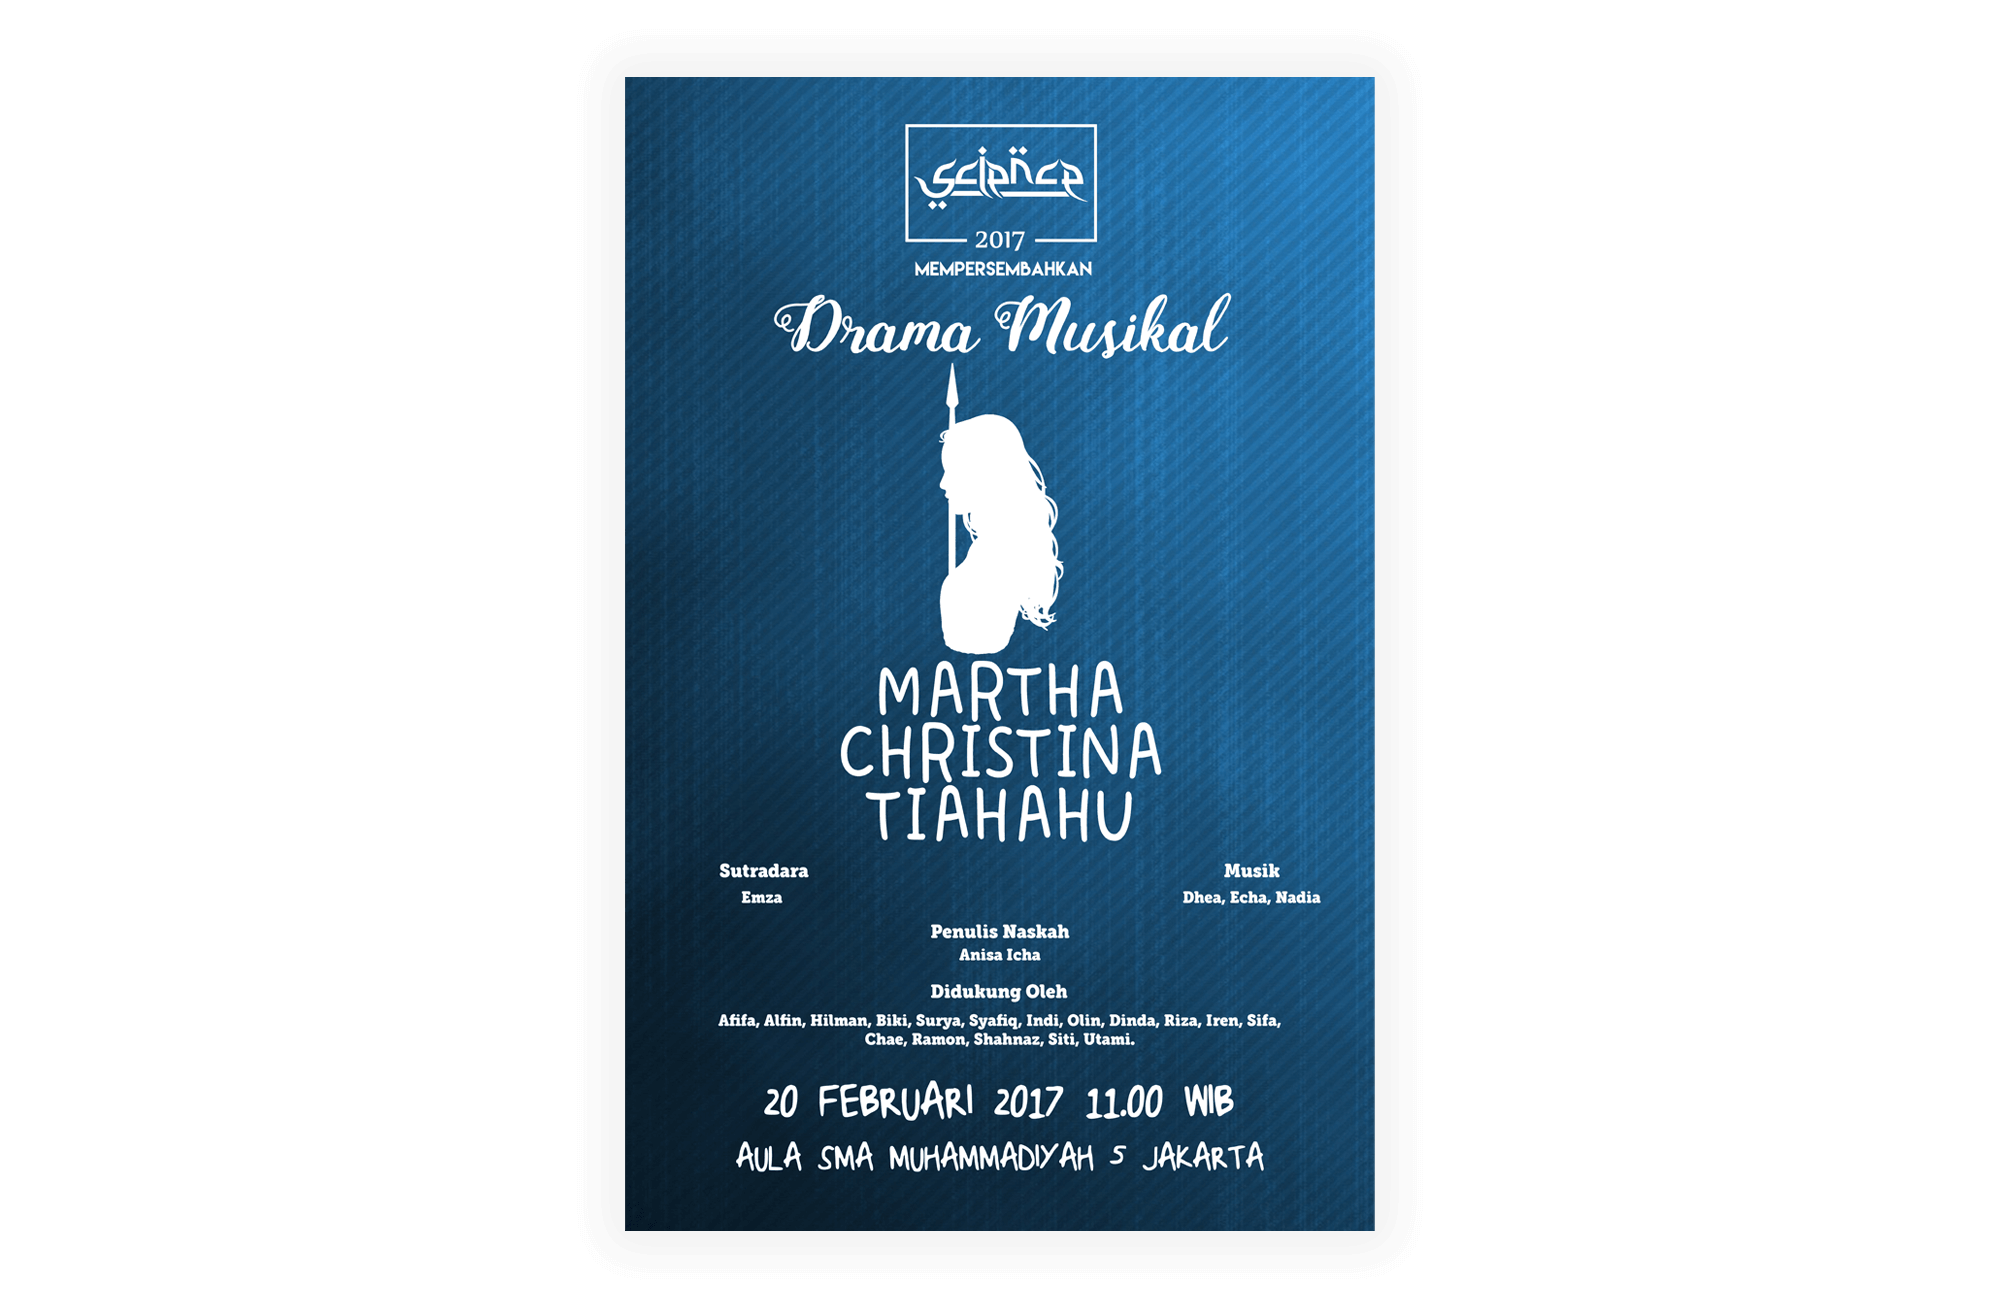 science
2017
MEMPERSEMBAHKAN
Drama Musikal
MARTHA
CHRISTINA
TIAHAHU
Sutradara
Emza
Musik
Dhea, Echa, Nadia
Penulis Naskah
Anisa Icha
Didukung Oleh
Afifa, Alfin, Hilman, Biki, Surya, Syafiq, Indi, Olin, Dinda, Riza, Iren, Sifa,
Chae, Ramon, Shahnaz, Siti, Utami.
20 FEBRUARI 2017 11.00 WIB
AULA SMA MUHAMMADIYAH 5 JAKARTA